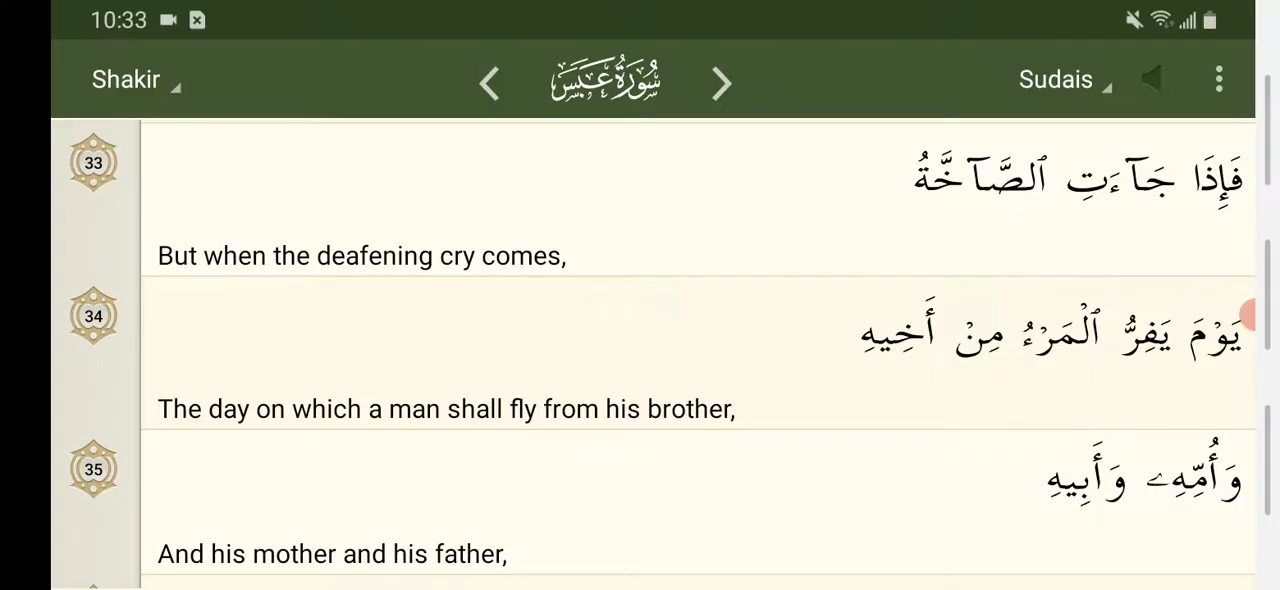 10:33
Shakir
سُورَةُ عَبَسَ
Sudais
33
فَإِذَا جَآءَتِ ٱلصَّآخَّةُ
But when the deafening cry comes,
34
يَوْمَ يَفِرُّ ٱلْمَرْءُ مِنْ أَخِيهِ
The day on which a man shall fly from his brother,
35
وَأُمِّهِۦ وَأَبِيهِ
And his mother and his father,